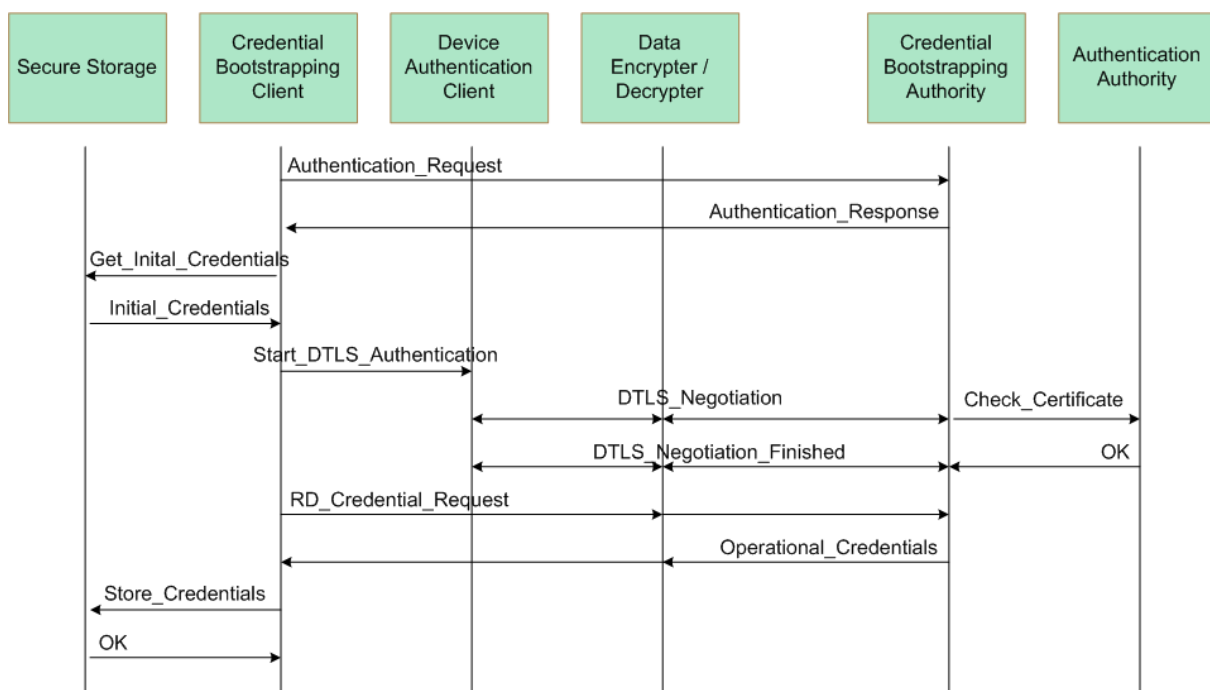 Secure Storage
Credential
Bootstrapping
Client
Device
Authentication
Client
Data
Encrypter /
Decrypter
Credential
Bootstrapping
Authority
Authentication
Authority
Authentication_Request
Authentication_Response
Get_Inital_Credentials
Initial_Credentials
Start_DTLS_Authentication
DTLS_Negotiation
Check_Certificate
DTLS_Negotiation_Finished
OK
RD_Credential_Request
Operational_Credentials
Store_Credentials
OK